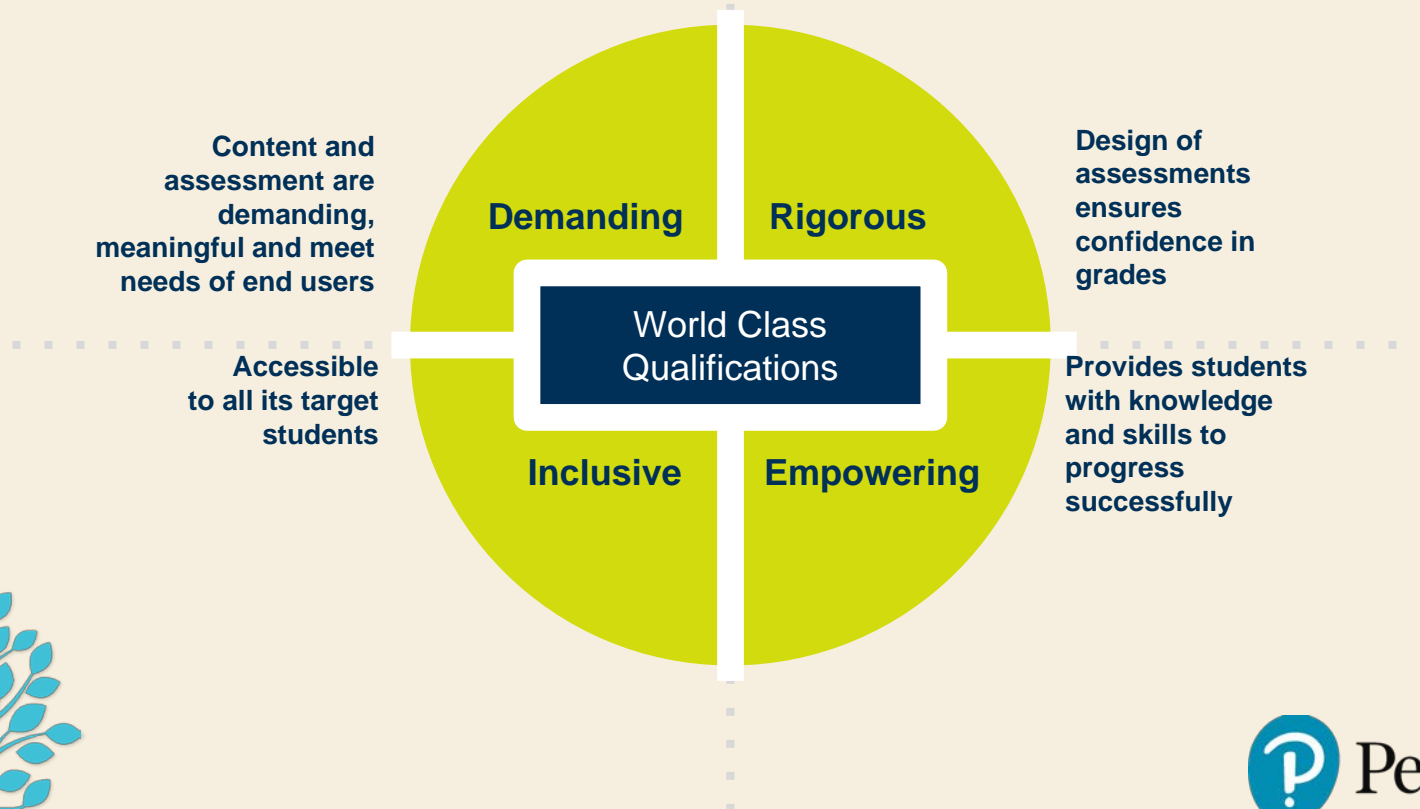 Content and
assessment are
demanding,
meaningful and meet
needs of end users
Demanding
Rigorous
Design of
assessments
ensures
confidence in
grades
World Class
Qualifications
Accessible
to all its target
students
Inclusive
Empowering
Provides students
with knowledge
and skills to
progress
successfully
Pe